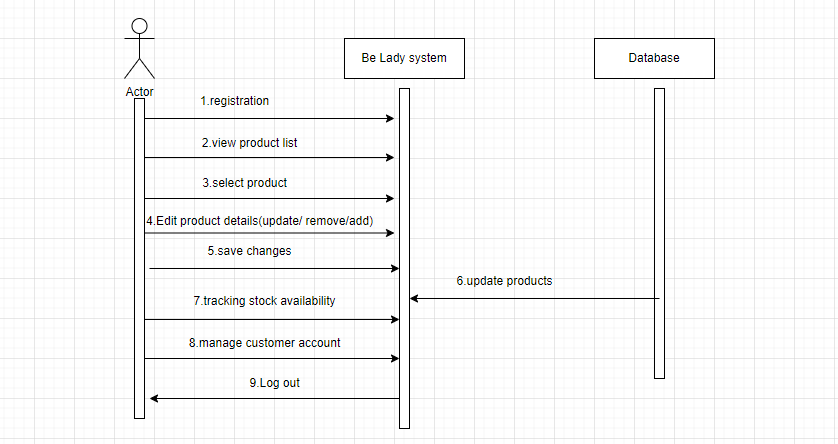 Be Lady system
Database
Actor
1.registration
2.view product list
3.select product
4.Edit product details(update/ remove/add)
5.save changes
6.update products
7.tracking stock availability
8.manage customer account
9.Log out